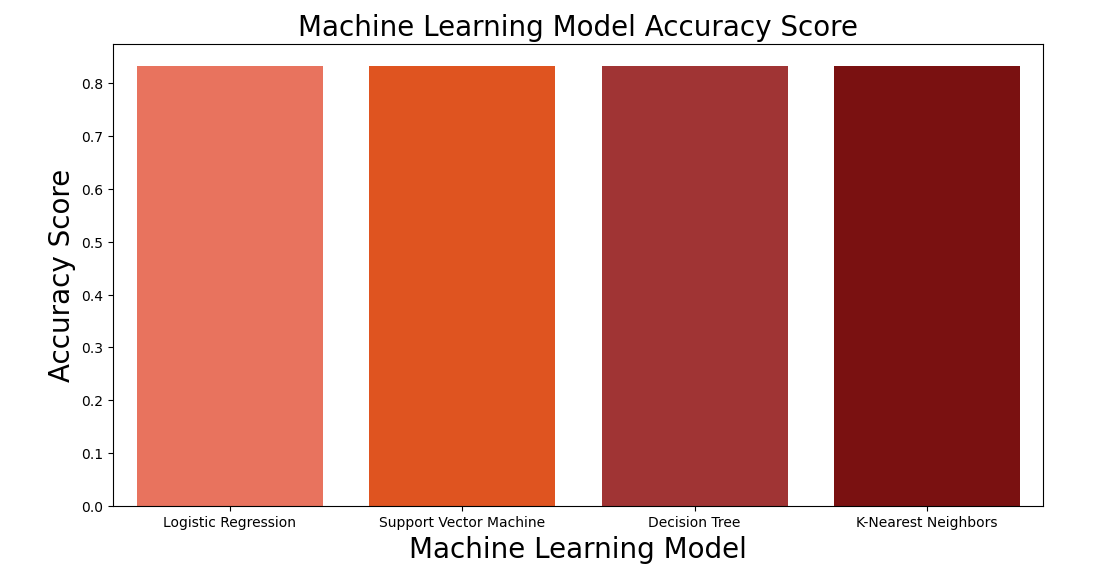 Machine Learning Model Accuracy Score
Accuracy Score
0.8
0.7
0.6
0.5
0.4
0.3
0.2
0.1
0.0
Logistic Regression
Support Vector Machine
Decision Tree
K-Nearest Neighbors
Machine Learning Model